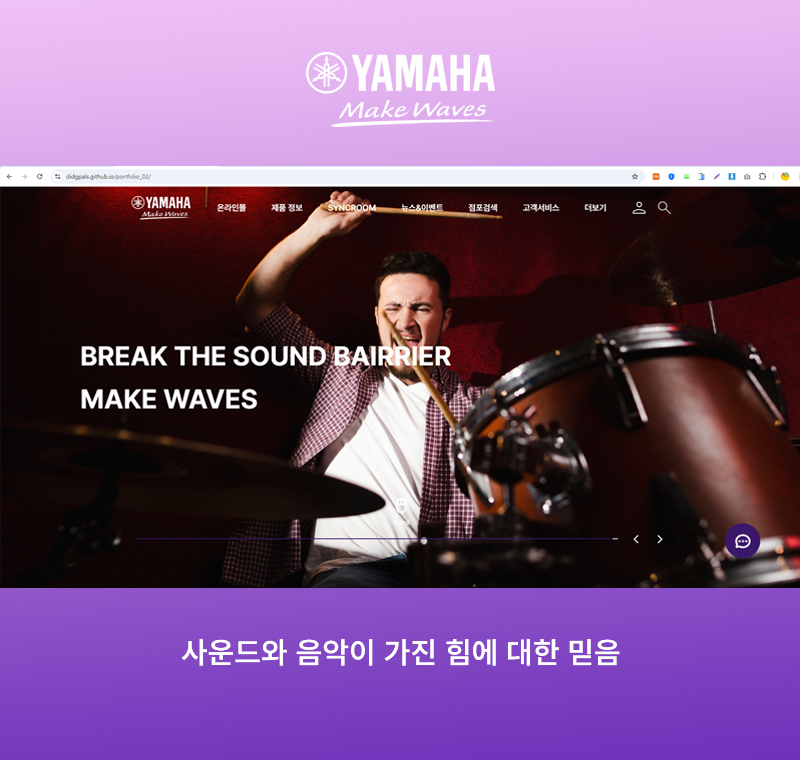 YAMAHA
Make Waves
didgpals.github.io/portfolio_02/
YAMAHA
Make Waves
온라인몰 제품 정보 SYNCROOM 뉴스&이벤트 점포검색 고객서비스 더보기
BREAK THE SOUND BAIRRIER
MAKE WAVES
사운드와 음악이 가진 힘에 대한 믿음